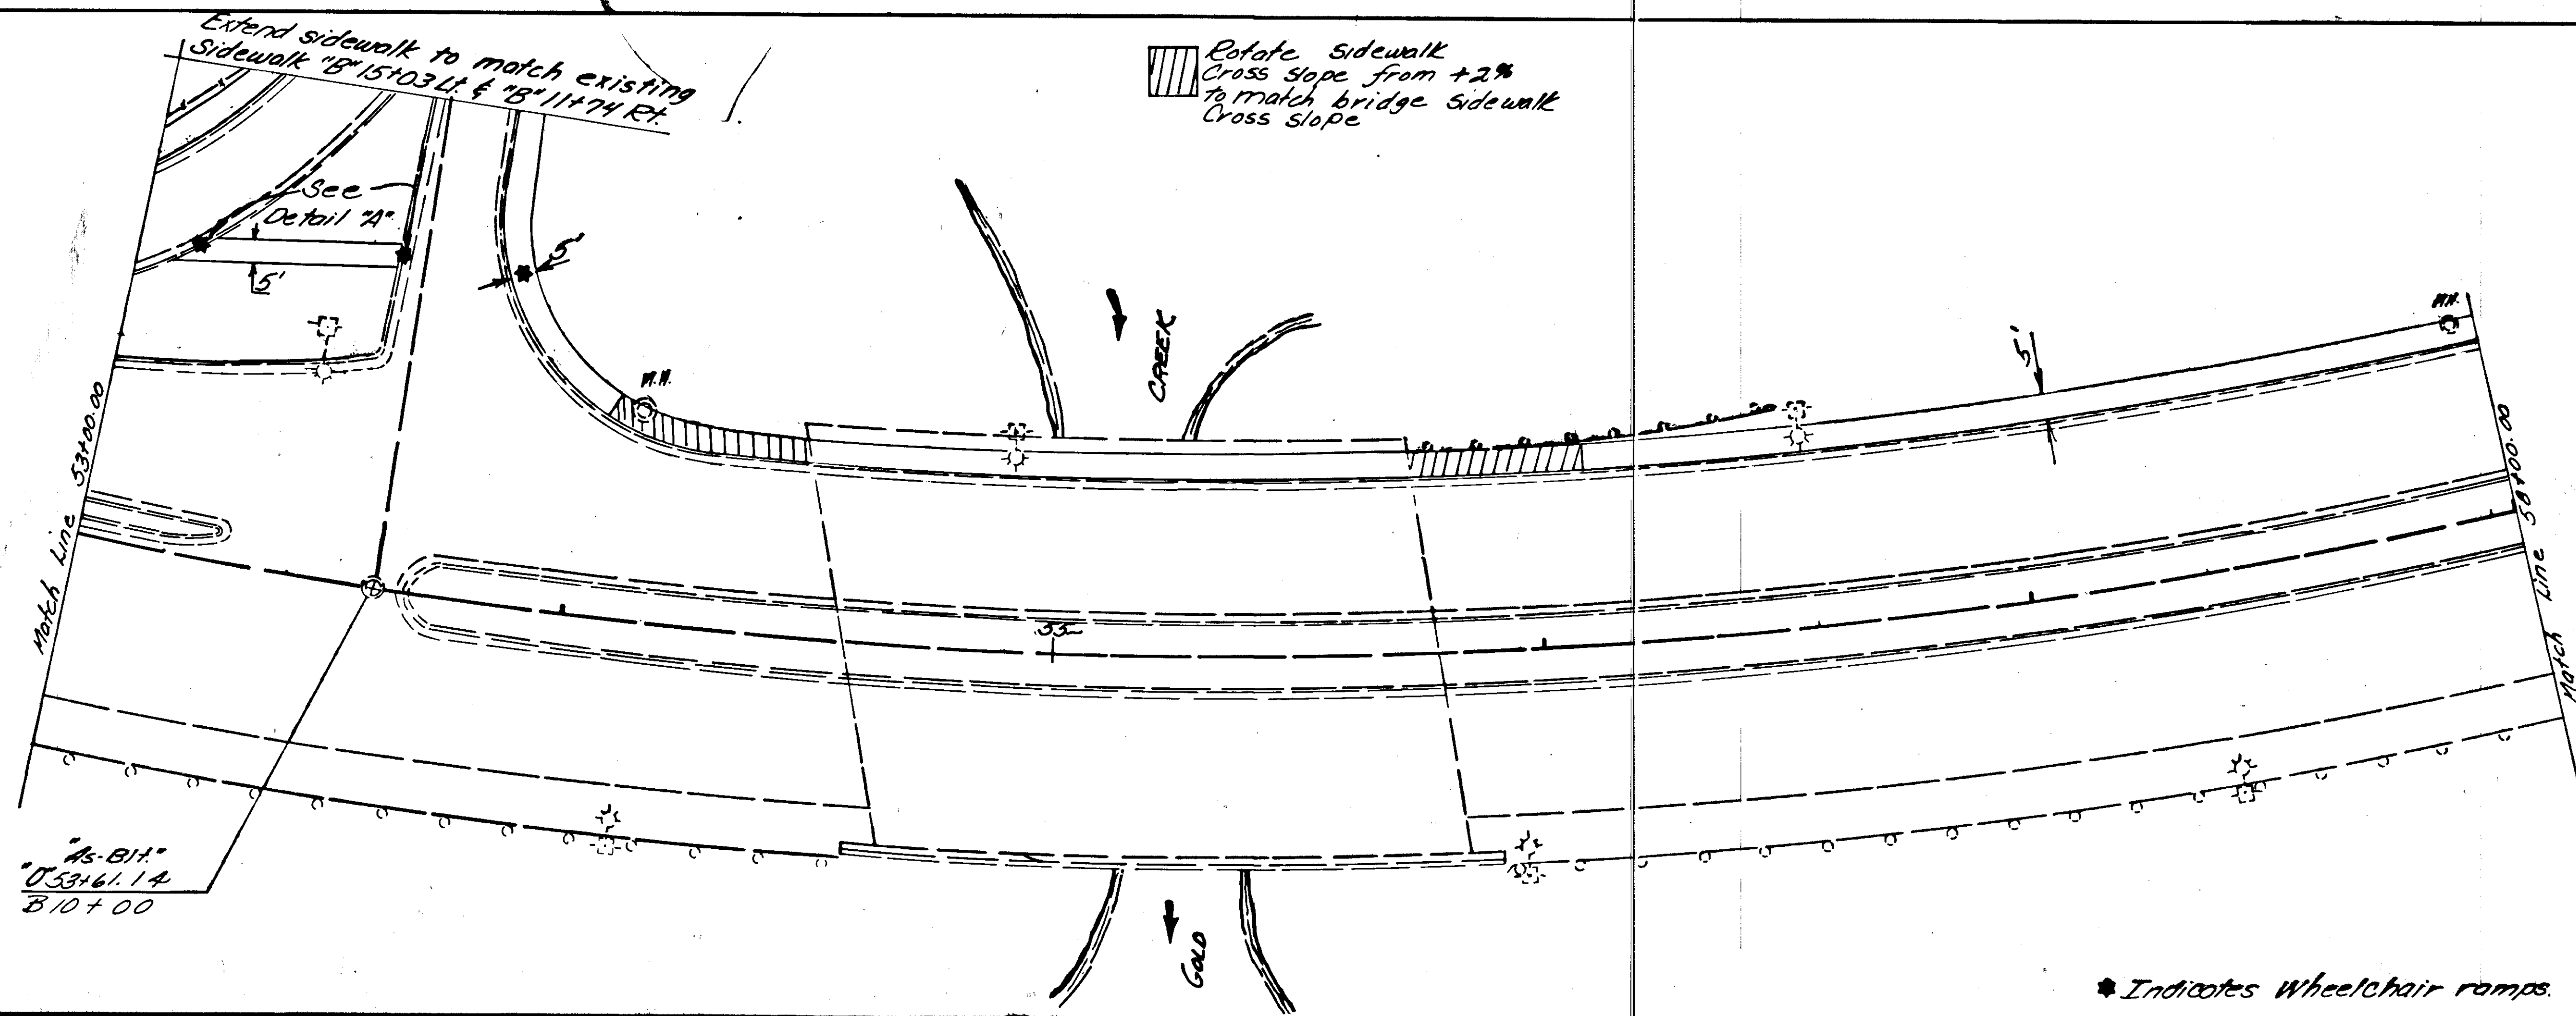 Extend sidewalk to match existing
Sidewalk "B" 15+03 Lt. & "B" 11+74 Rt.
Rotate sidewalk
Cross slope from +2%
to match bridge sidewalk
Cross slope
See
Detail "A"
5'
5'
M.H.
CREEK
5'
M.H.
Match Line 53+00.00
Match Line 58+00.00
55
"As-Blt."
"O" 53+61.14
B 10+00
GOLD
Indicates Wheelchair ramps.